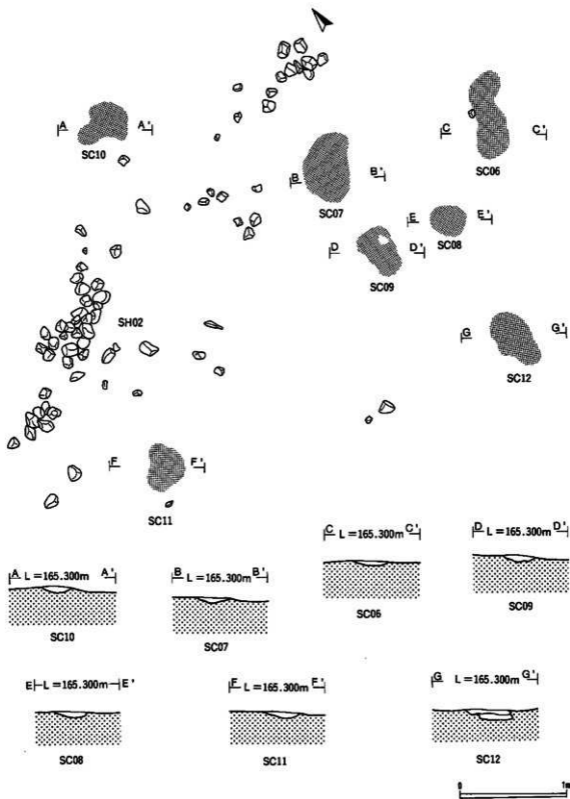 A A'
SC10
C C'
SC06
B B'
SC07
E E'
SC08
D D'
SC09
SH02
G G'
SC12
F F'
SC11
C L=165.300m C'
SC06
D L=165.300m D'
SC09
A L=165.300m A'
SC10
B L=165.300m B'
SC07
E L=165.300m E'
SC08
F L=165.300m F'
SC11
G L=165.300m G'
SC12
0 1m